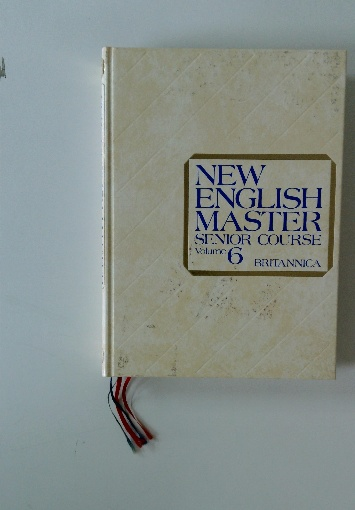 NEW
ENGLISH
MASTER
SENIOR COURSE
Volume 6
BRITANNICA